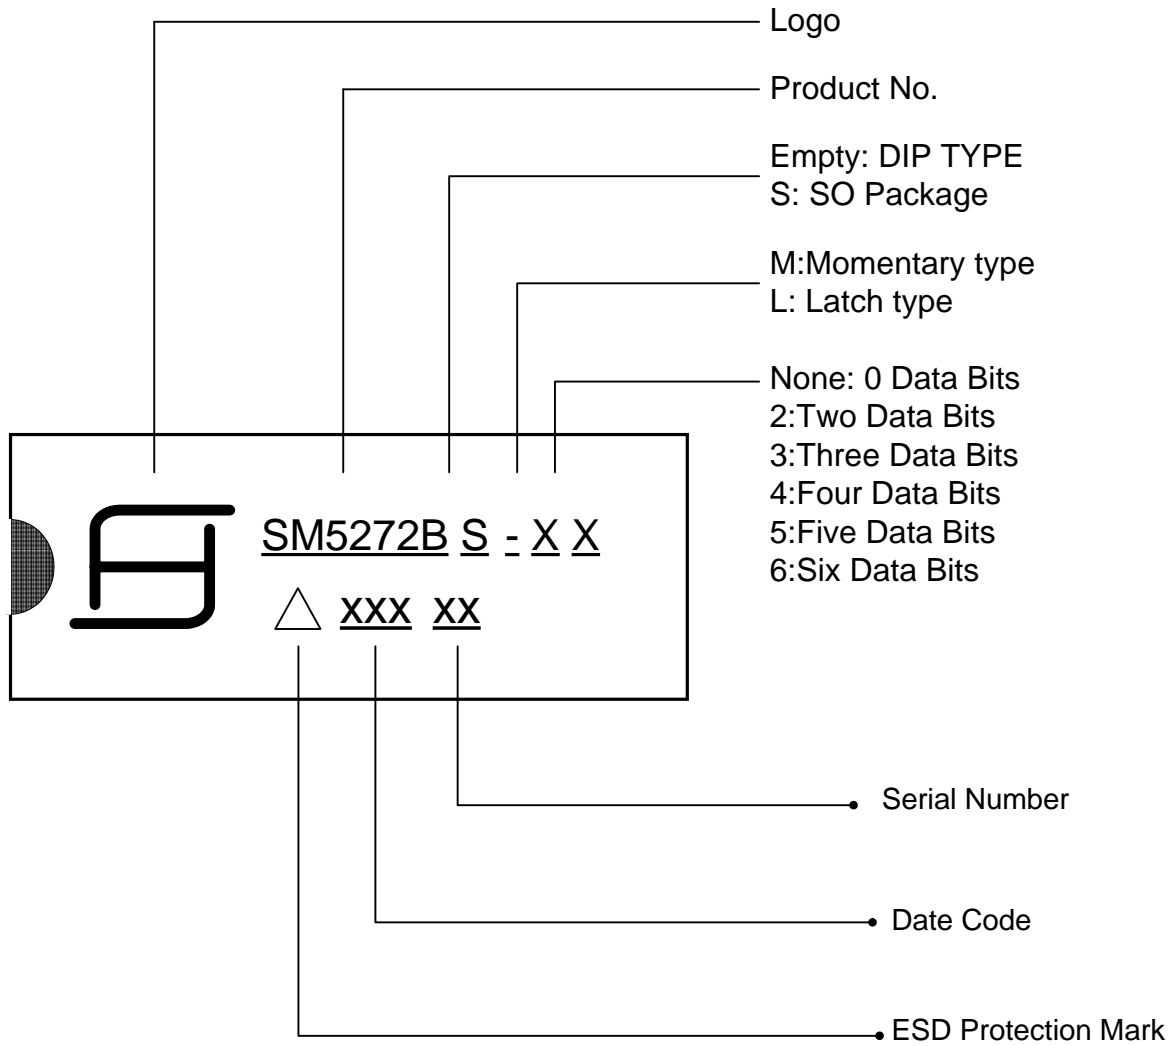 Logo
Product No.
Empty: DIP TYPE
S: SO Package
M:Momentary type
L: Latch type
None: 0 Data Bits
2:Two Data Bits
3:Three Data Bits
4:Four Data Bits
5:Five Data Bits
6:Six Data Bits
SM5272B S - X X
xxx xx
Serial Number
Date Code
ESD Protection Mark